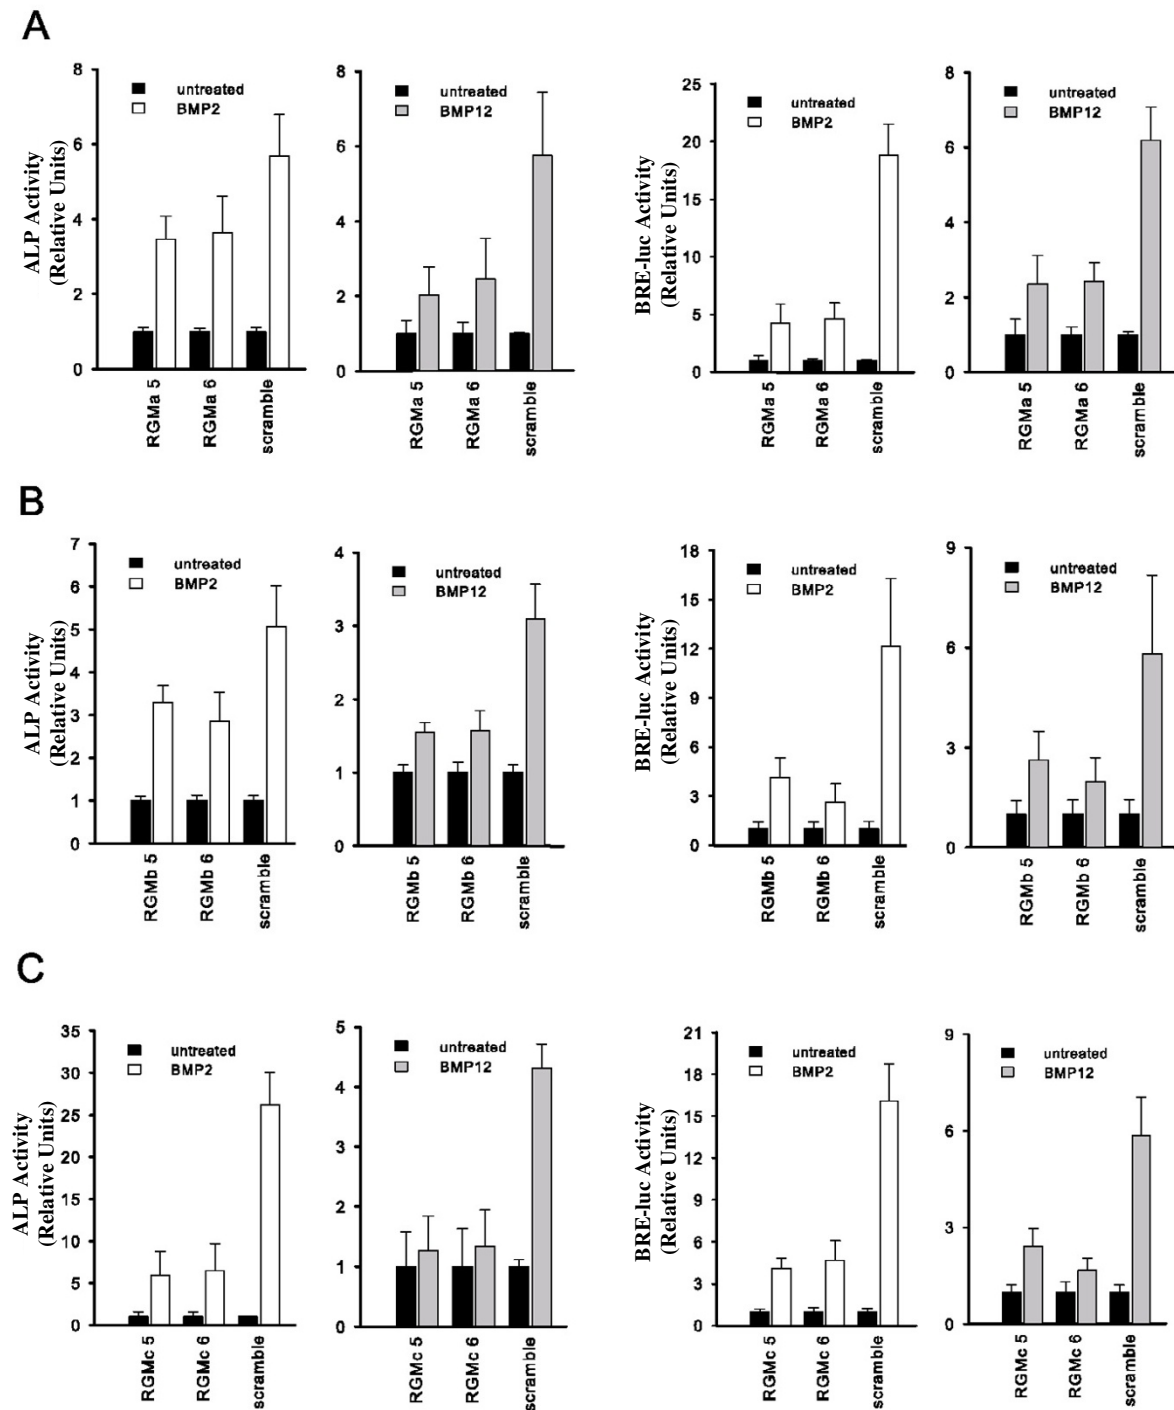 A
ALP Activity
(Relative Units)
8
6
4
2
0
untreated
BMP2
RGMa 5
RGMa 6
scramble
8
6
4
2
0
untreated
BMP12
RGMa 5
RGMa 6
scramble
BRE-luc Activity
(Relative Units)
25
20
15
10
5
0
untreated
BMP2
RGMa 5
RGMa 6
scramble
8
6
4
2
0
untreated
BMP12
RGMa 5
RGMa 6
scramble
B
ALP Activity
(Relative Units)
7
6
5
4
3
2
1
0
untreated
BMP2
RGMb 5
RGMb 6
scramble
4
3
2
1
0
untreated
BMP12
RGMb 5
RGMb 6
scramble
BRE-luc Activity
(Relative Units)
18
15
12
9
6
3
0
untreated
BMP2
RGMb 5
RGMb 6
scramble
9
6
3
0
untreated
BMP12
RGMb 5
RGMb 6
scramble
C
ALP Activity
(Relative Units)
35
30
25
20
15
10
5
0
untreated
BMP2
RGMc 5
RGMc 6
scramble
5
4
3
2
1
0
untreated
BMP12
RGMc 5
RGMc 6
scramble
BRE-luc Activity
(Relative Units)
21
18
15
12
9
6
3
0
untreated
BMP2
RGMc 5
RGMc 6
scramble
9
6
3
0
untreated
BMP12
RGMc 5
RGMc 6
scramble